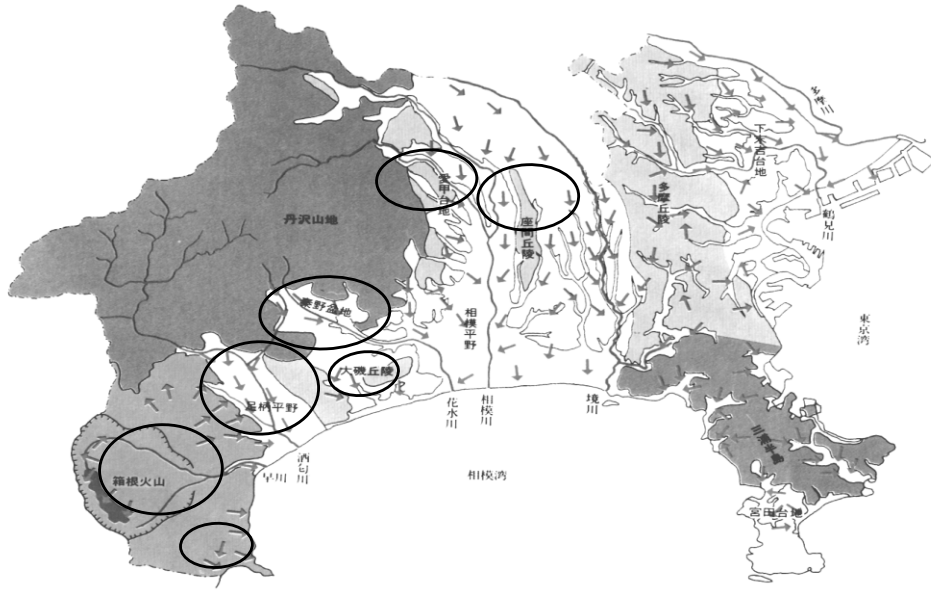 多摩川
下末吉台地
愛甲台地
多摩丘陵
鶴見川
丹沢山地
座間丘陵
秦野盆地
相模平野
東京湾
大磯丘陵
足柄平野
花水川
相模川
境川
三浦半島
酒匂川
早川
相模湾
箱根火山
宮田台地